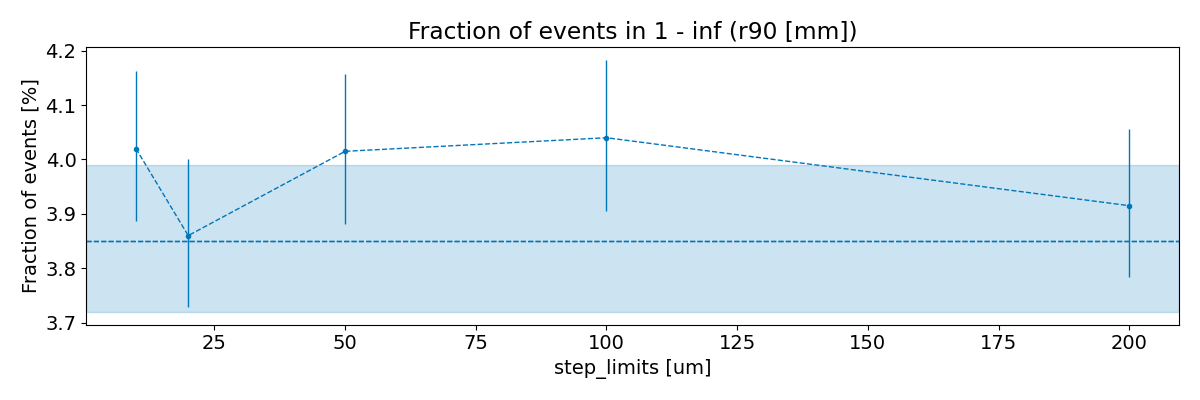 Fraction of events in 1 - inf (r90 [mm])
Fraction of events [%]
4.2
4.1
4.0
3.9
3.8
3.7
25 50 75 100 125 150 175 200
step_limits [um]